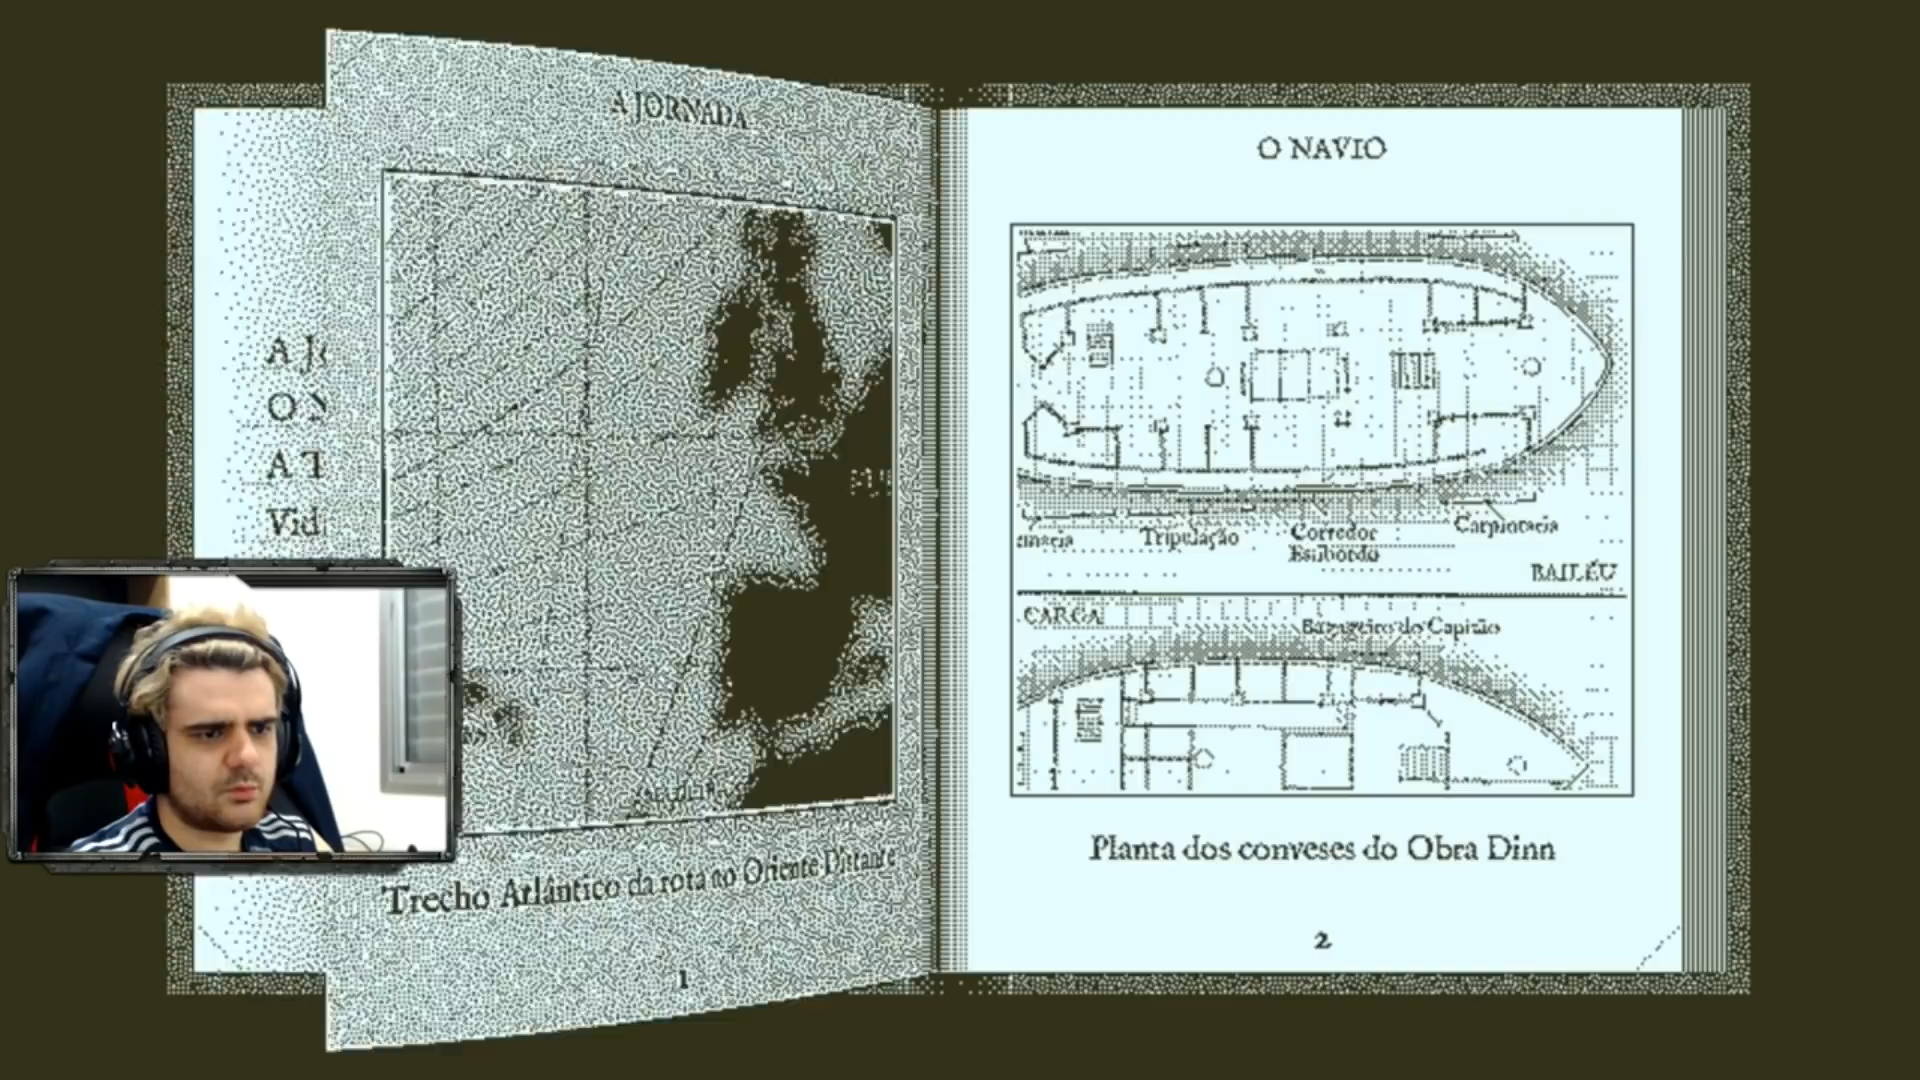 A JORNADA
Trecho Atlântico da rota ao Oriente Distante
1
O NAVIO
Tripulação
Corredor
Estibordo
Carpintaria
BAILÉU
CARGA
Bagageiro do Capitão
Planta dos conveses do Obra Dinn
2